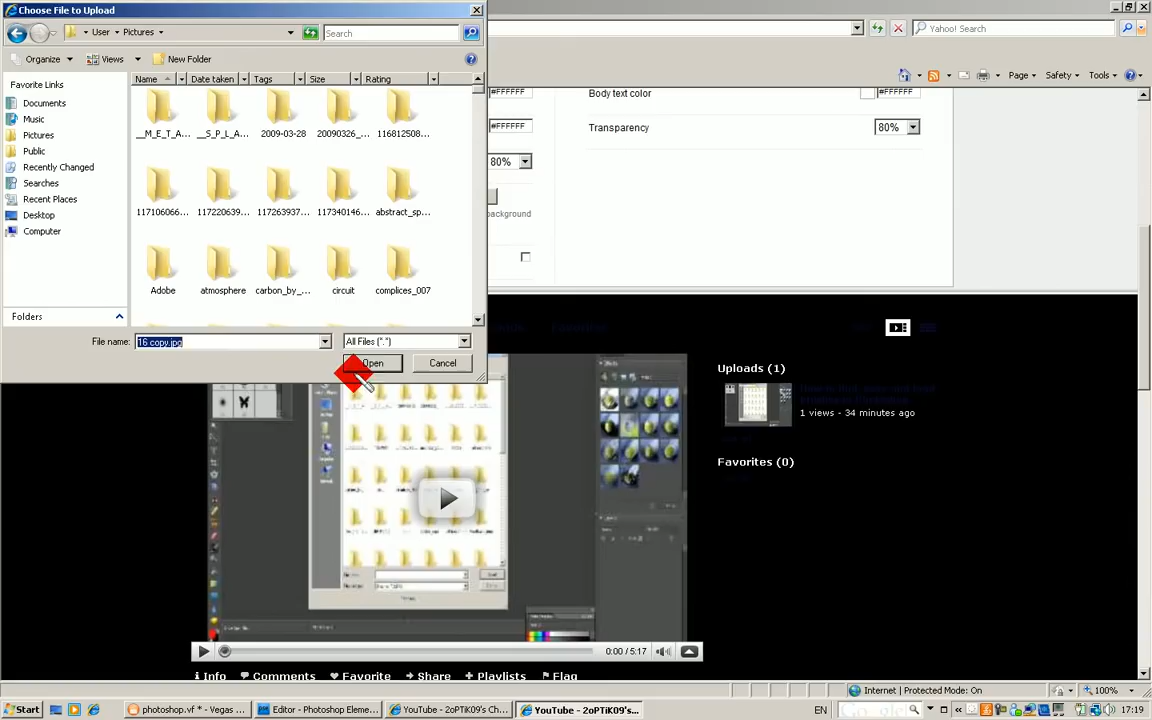 Choose File to Upload
User Pictures
Search
Yahoo! Search
Organize Views New Folder
Page Safety Tools
Favorite Links
Documents
Music
Pictures
Public
Recently Changed
Searches
Recent Places
Desktop
Computer
Folders
Name Date taken Tags Size Rating
__M_E_T_A... __S_P_L_A... 2009-03-28 20090326_... 116812508...
117106066... 117220639... 117263937... 117340146... abstract_sp...
Adobe atmosphere carbon_by_... circuit complices_007
File name: 16 copy.jpg All Files (*.*)
Open Cancel
#FFFFFF Body text color #FFFFFF
#FFFFFF Transparency 80%
80%
background
Uploads (1)
1 views - 34 minutes ago
Favorites (0)
0:00 / 5:17
Info Comments Favorite Share Playlists Flag
Internet | Protected Mode: On 100%
Start photoshop.vf * - Vegas ... Editor - Photoshop Eleme... YouTube - 2oPTiK09's Ch... YouTube - 2oPTiK09's... EN 17:19